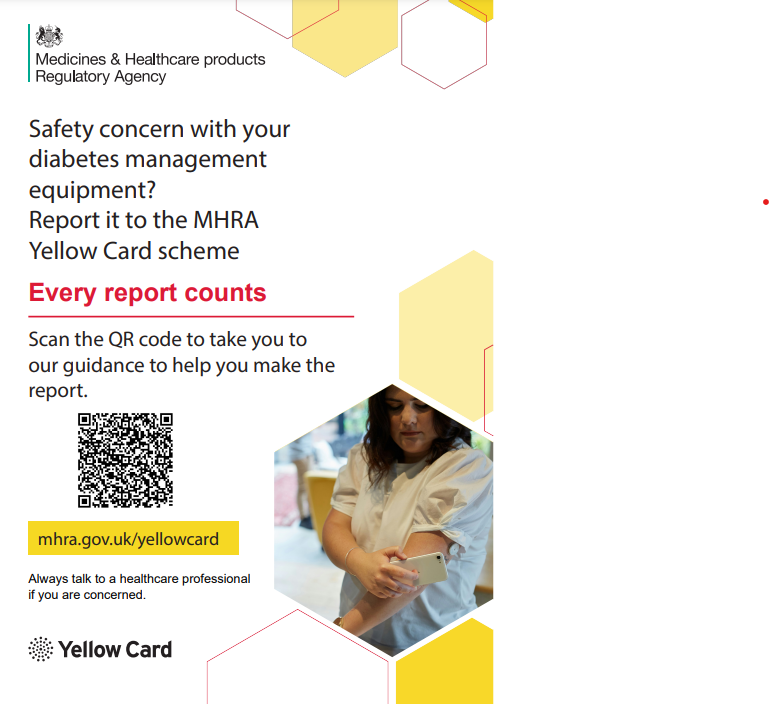 Medicines & Healthcare products
Regulatory Agency
Safety concern with your
diabetes management
equipment?
Report it to the MHRA
Yellow Card scheme
Every report counts
Scan the QR code to take you to
our guidance to help you make the
report.
mhra.gov.uk/yellowcard
Always talk to a healthcare professional
if you are concerned.
Yellow Card